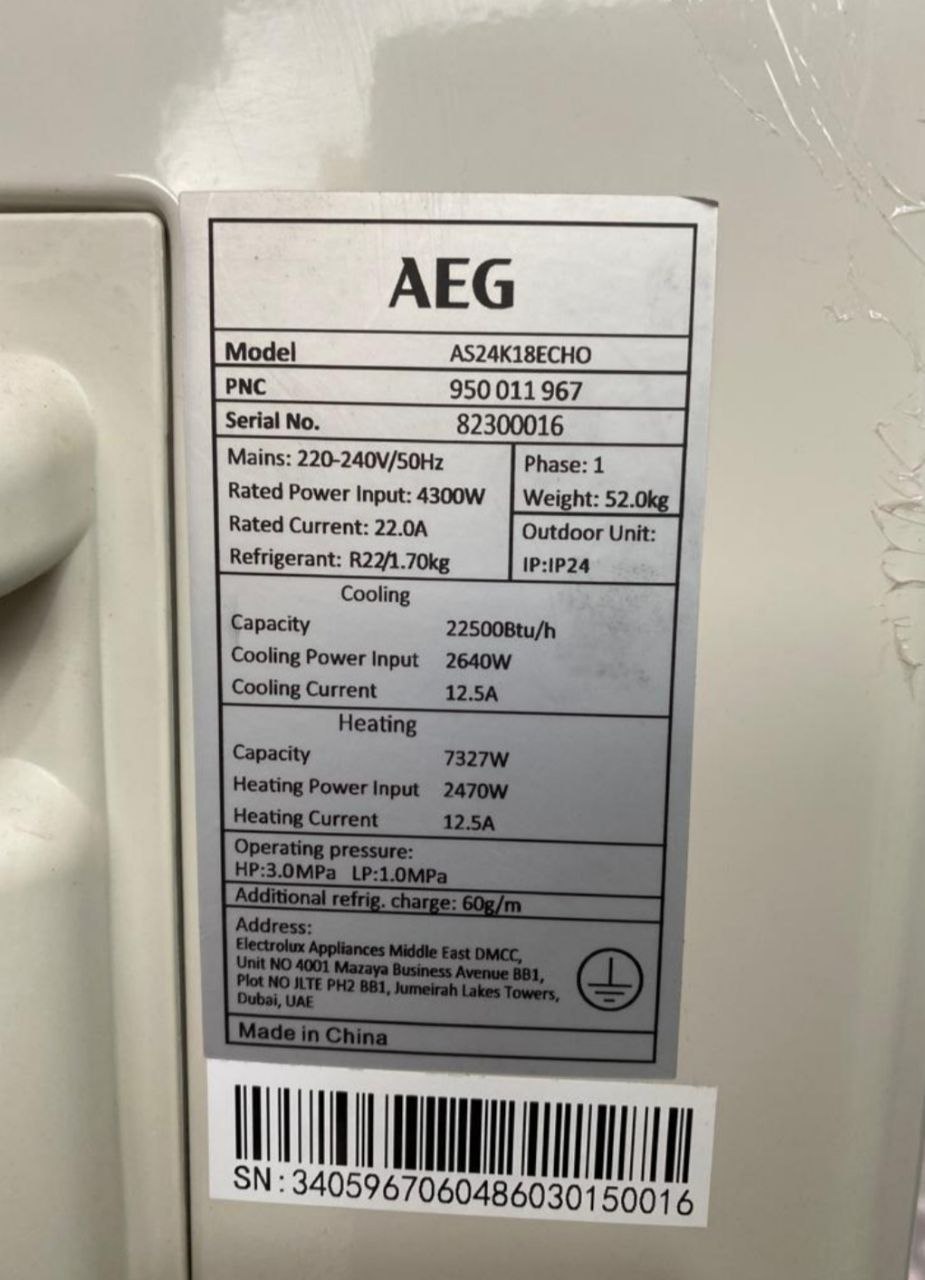 AEG
Model AS24K18ECHO
PNC 950 011 967
Serial No. 82300016
Mains: 220-240V/50Hz
Rated Power Input: 4300W
Rated Current: 22.0A
Refrigerant: R22/1.70kg
Phase: 1
Weight: 52.0kg
Outdoor Unit:
IP:IP24
Cooling
Capacity 22500Btu/h
Cooling Power Input 2640W
Cooling Current 12.5A
Heating
Capacity 7327W
Heating Power Input 2470W
Heating Current 12.5A
Operating pressure:
HP:3.0MPa LP:1.0MPa
Additional refrig. charge: 60g/m
Address:
Electrolux Appliances Middle East DMCC,
Unit NO 4001 Mazaya Business Avenue BB1,
Plot NO JLTE PH2 BB1, Jumeirah Lakes Towers,
Dubai, UAE
Made in China
SN:3405967060486030150016